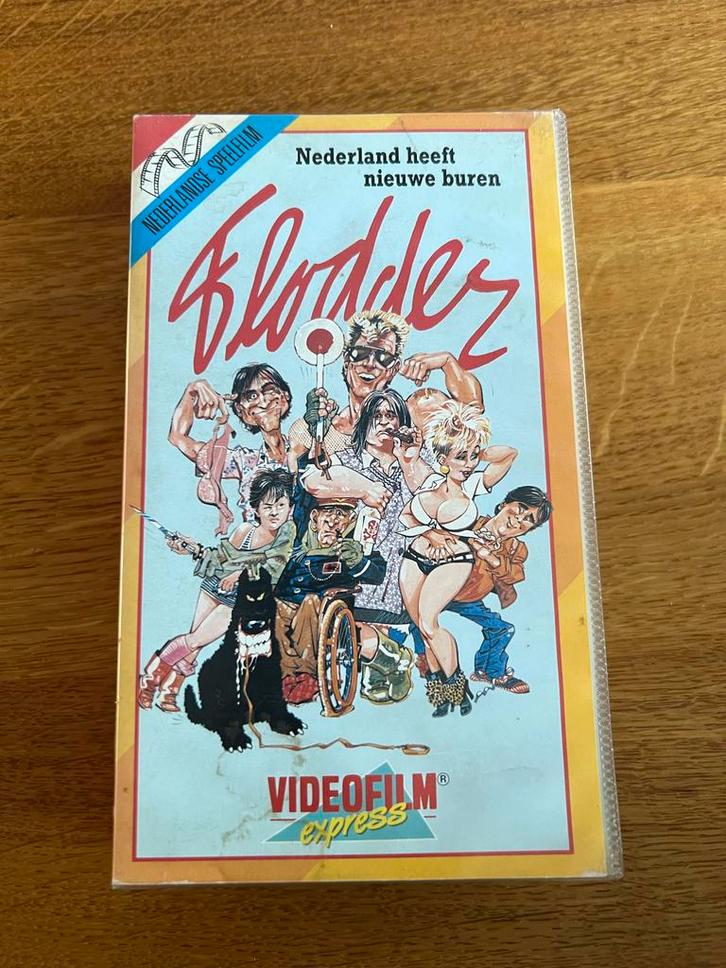 NEDERLANDSE SPEELFILM
Nederland heeft
nieuwe buren
Flodder
VIDEOFILM®
express